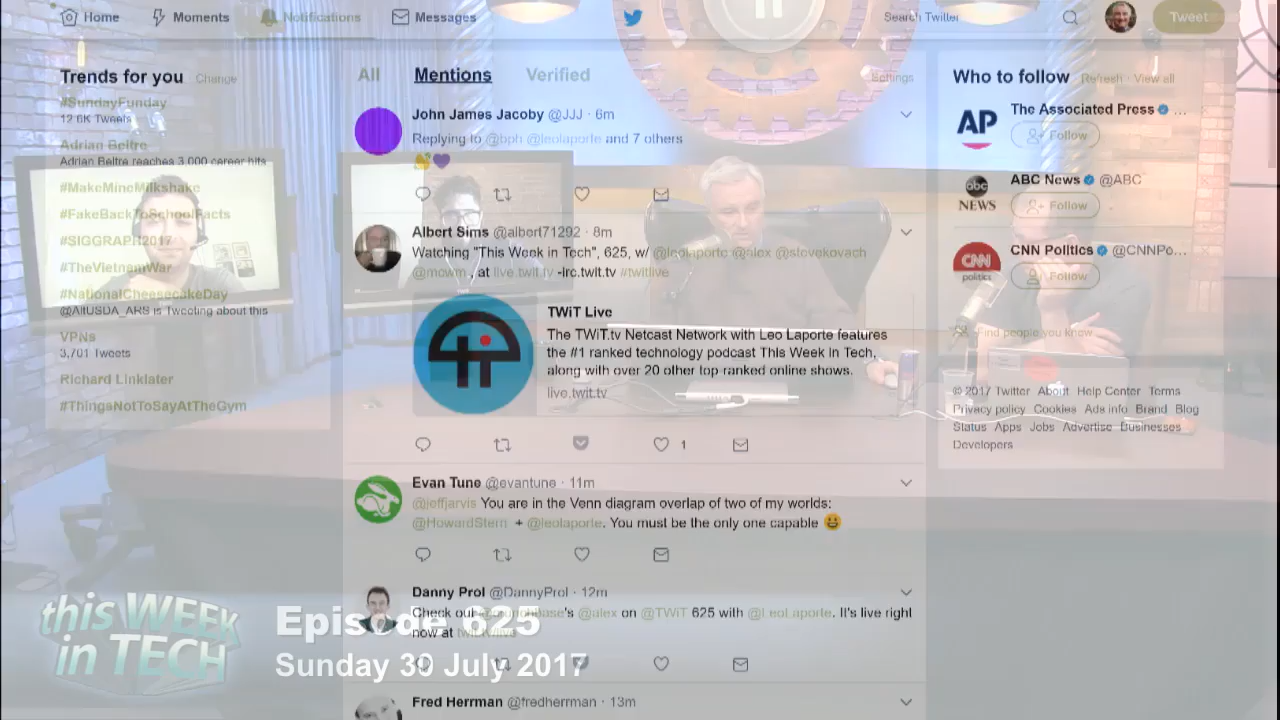 Home Moments Notifications Messages Search Twitter Tweet
Trends for you Change
#SundayFunday
12.6K Tweets
Adrian Beltre
Adrian Beltre reaches 3,000 career hits
#MakeMineMilkshake
#FakeBackToSchoolFacts
#SIGGRAPH2017
#TheVietnamWar
#NationalCheesecakeDay
@AltUSDA_ARS is Tweeting about this
VPNs
3,701 Tweets
Richard Linklater
#ThingsNotToSayAtTheGym
All Mentions Verified Settings
John James Jacoby @JJJ · 6m
Replying to @bph @leolaporte and 7 others
Albert Sims @albert71292 · 8m
Watching "This Week in Tech", 625, w/ @leolaporte @alex @stevekovach
@mcwm , at live.twit.tv -irc.twit.tv #twitlive
TWiT Live
The TWiT.tv Netcast Network with Leo Laporte features
the #1 ranked technology podcast This Week in Tech,
along with over 20 other top-ranked online shows.
live.twit.tv
1
Evan Tune @evantune · 11m
@jeffjarvis You are in the Venn diagram overlap of two of my worlds:
@HowardStern + @leolaporte. You must be the only one capable
Danny Prol @DannyProl · 12m
Check out 's @alex on @TWiT 625 with @LeoLaporte. It's live right
now at twit.tv/live
Fred Herrman @fredherrman · 13m
Who to follow Refresh · View all
The Associated Press ...
Follow
abc NEWS
ABC News @ABC
Follow
CNN politics
CNN Politics @CNNPo...
Follow
AP
Find people you know
© 2017 Twitter About Help Center Terms
Privacy policy Cookies Ads info Brand Blog
Status Apps Jobs Advertise Businesses
Developers
this WEEK
in TECH
Episode 625
Sunday 30 July 2017